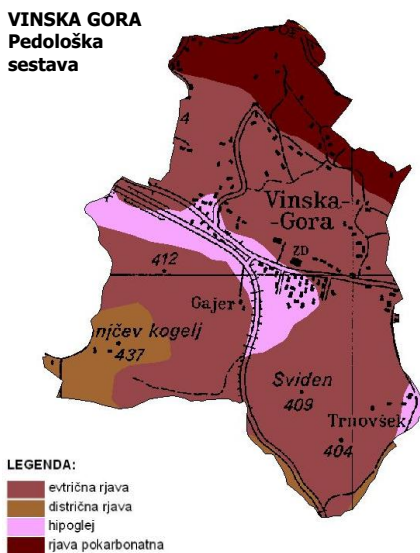 VINSKA GORA
Pedološka
sestava
4
Vinska-
-Gora
ZD
412
Gajer
njčev kogelj
437
Sviden
409
Trnovšek
404
LEGENDA:
evtrična rjava
distrična rjava
hipoglej
rjava pokarbonatna